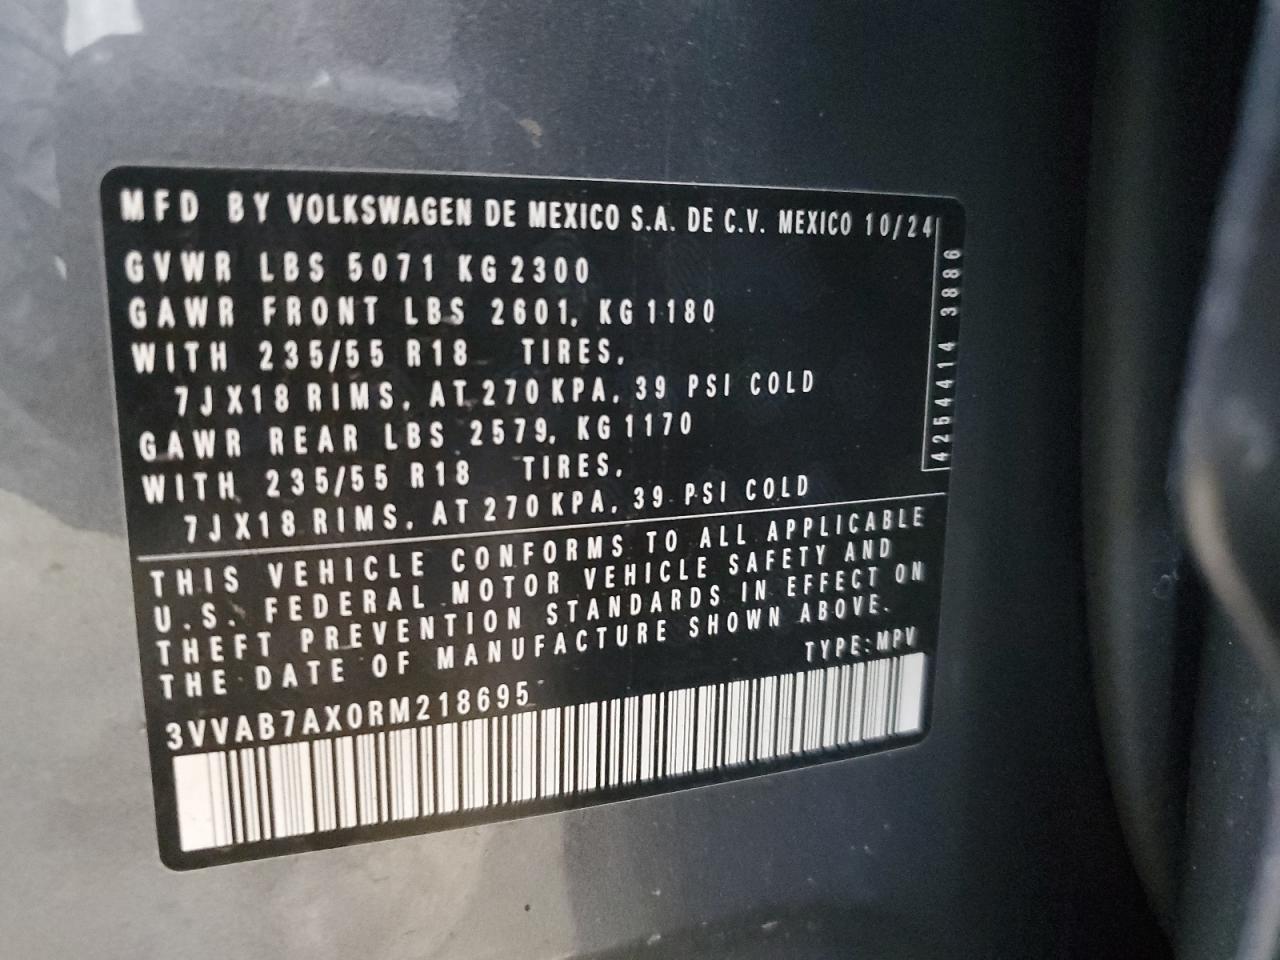 MFD BY VOLKSWAGEN DE MEXICO S.A. DE C.V. MEXICO 10/24
GVWR LBS 5071 KG 2300
GAWR FRONT LBS 2601, KG 1180
WITH 235/55 R18 TIRES,
7JX18 RIMS, AT 270 KPA, 39 PSI COLD
GAWR REAR LBS 2579, KG 1170
WITH 235/55 R18 TIRES,
7JX18 RIMS, AT 270 KPA, 39 PSI COLD
4254414 3886
THIS VEHICLE CONFORMS TO ALL APPLICABLE
U.S. FEDERAL MOTOR VEHICLE SAFETY AND
THEFT PREVENTION STANDARDS IN EFFECT ON
THE DATE OF MANUFACTURE SHOWN ABOVE.
TYPE:MPV
3VVAB7AX0RM218695